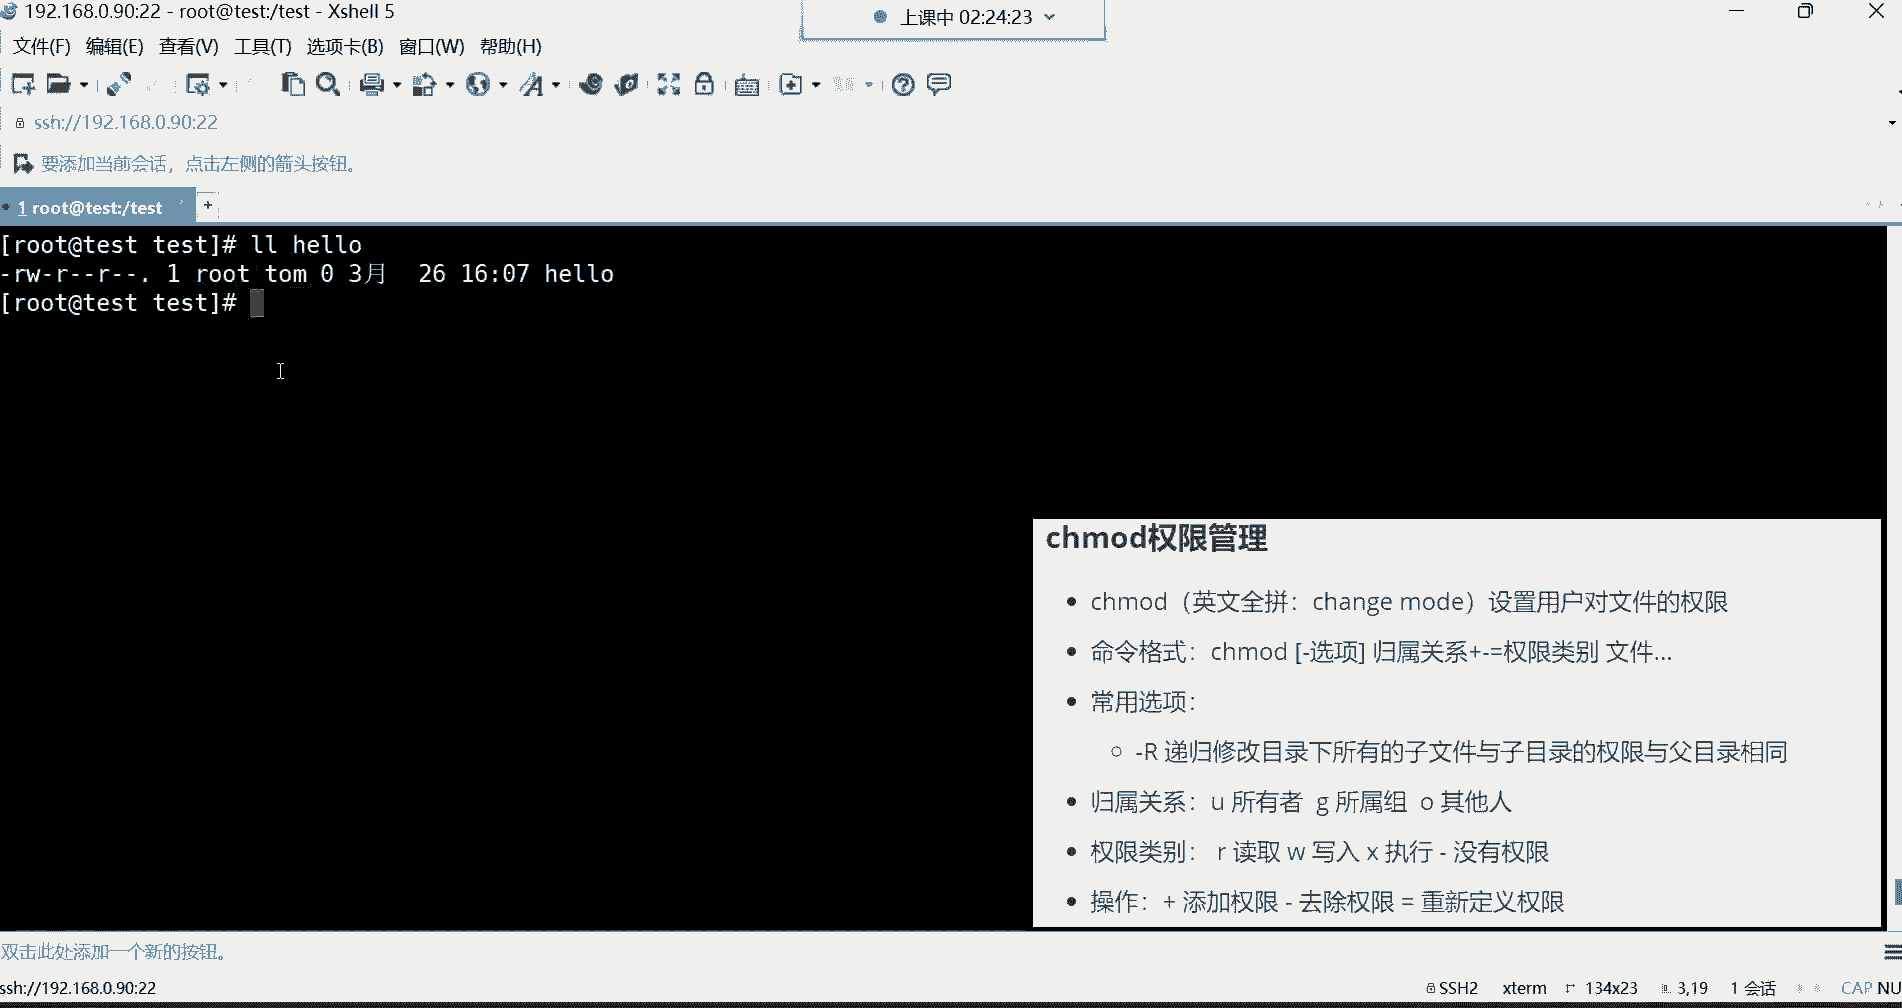 192.168.0.90:22 - root@test:/test - Xshell 5
上课中 02:24:23
文件(F) 编辑(E) 查看(V) 工具(T) 选项卡(B) 窗口(W) 帮助(H)
ssh://192.168.0.90:22
要添加当前会话，点击左侧的箭头按钮。
1 root@test:/test
+
[root@test test]# ll hello
-rw-r--r--. 1 root tom 0 3月 26 16:07 hello
[root@test test]#
chmod权限管理
• chmod（英文全拼：change mode）设置用户对文件的权限
• 命令格式：chmod [-选项] 归属关系+-=权限类别 文件...
• 常用选项：
◦ -R 递归修改目录下所有的子文件与子目录的权限与父目录相同
• 归属关系：u 所有者 g 所属组 o 其他人
• 权限类别： r 读取 w 写入 x 执行 - 没有权限
• 操作：+ 添加权限 - 去除权限 = 重新定义权限
双击此处添加一个新的按钮。
ssh://192.168.0.90:22
SSH2 xterm 134x23 3,19 1 会话 CAP NU